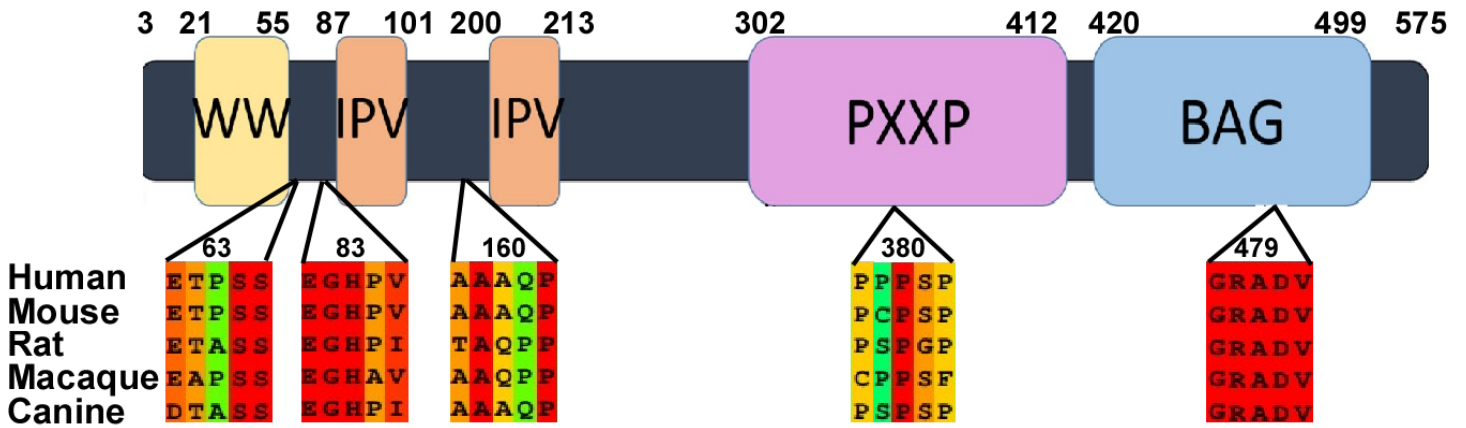 3 21 55 87 101 200 213 302 412 420 499 575
WW IPV IPV PXXP BAG
63 83 160 380 479
Human ETPSS EGHPV AAAQP PPPSP GRADV
Mouse ETPSS EGHPV AAAQP PCPSP GRADV
Rat ETASS EGHPI TAQPP PSPGP GRADV
Macaque EAPSS EGHAV AAQPP CPPSF GRADV
Canine DTASS EGHPI AAAQP PSPSP GRADV